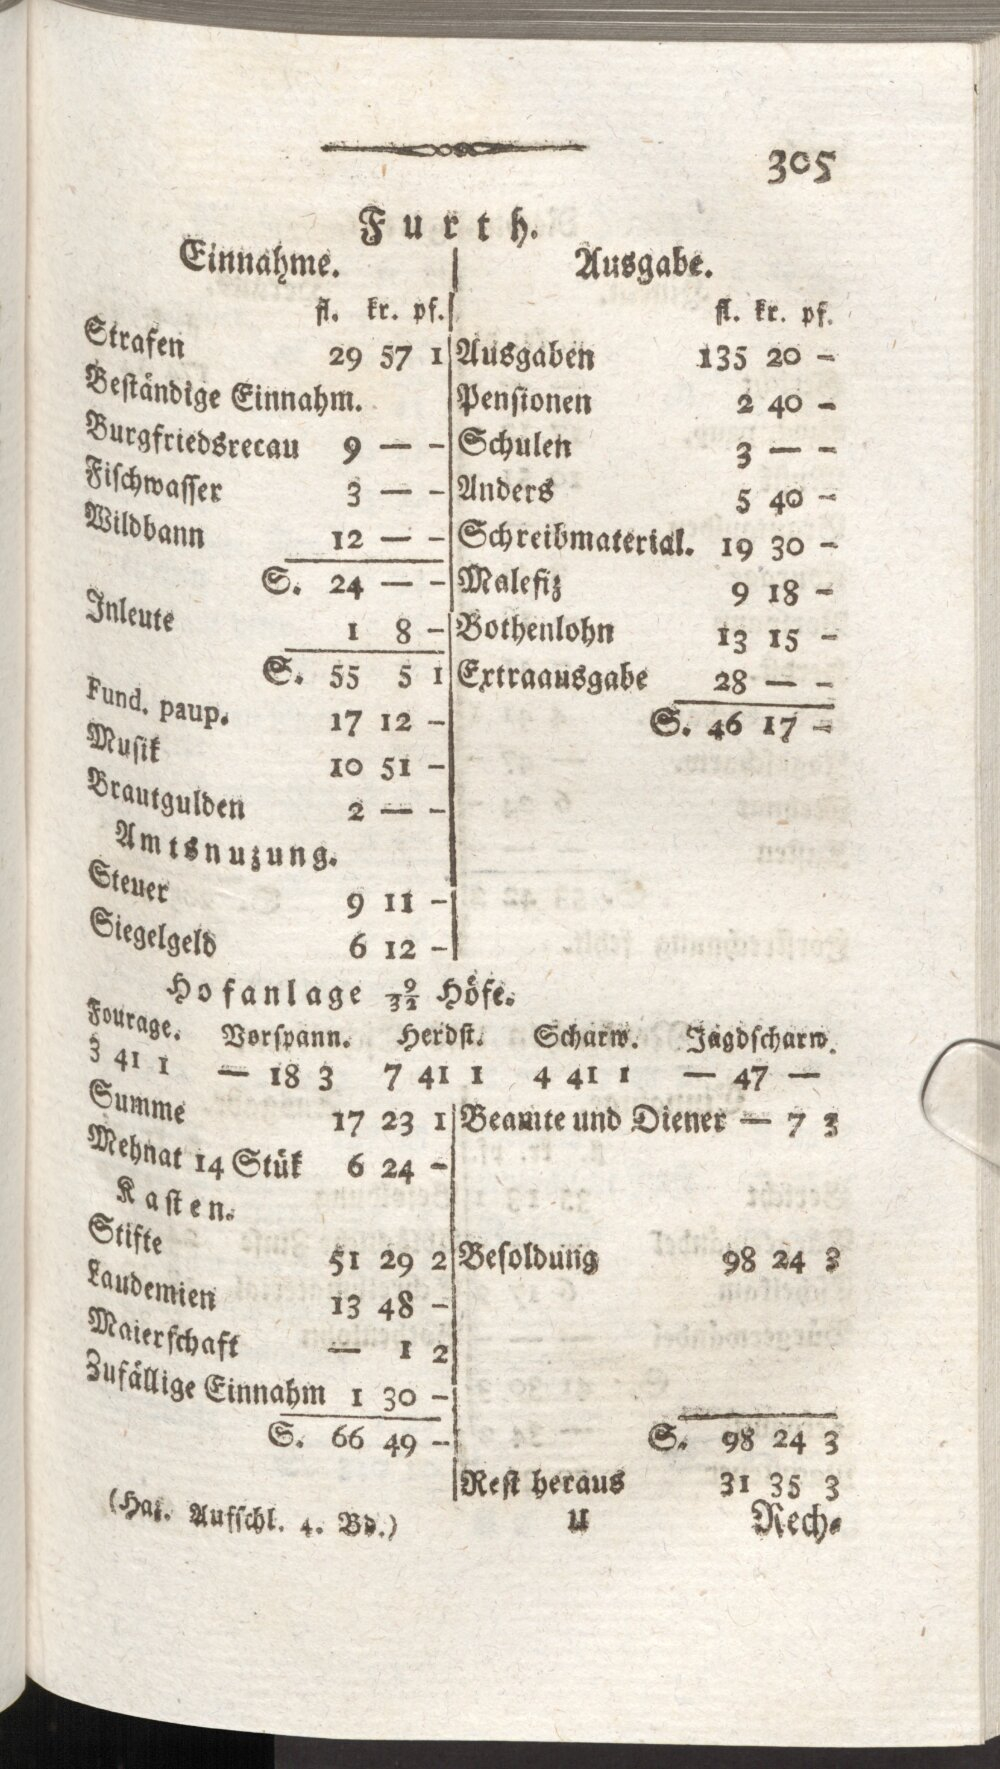 305
Furth.
Einnahme. Ausgabe.
fl. kr. pf. fl. kr. pf.
Strafen 29 57 1 Ausgaben 135 20 -
Beständige Einnahm. Pensionen 2 40 -
Burgfriedsrecau 9 — - Schulen 3 — -
Fischwasser 3 — - Anders 5 40 -
Wildbann 12 — - Schreibmaterial. 19 30 -
S. 24 — - Malefiz 9 18 -
Inleute 1 8 - Bothenlohn 13 15 -
S. 55 5 1 Extraausgabe 28 — -
Fund. paup. 17 12 - S. 46 17 -
Musik 10 51 -
Brautgulden 2 — -
Amtsnuzung.
Steuer 9 11 -
Siegelgeld 6 12 -
Hofanlage 9/32 Höfe.
Fourage. Vorspann. Herdst. Scharw. Jagdscharw.
3 41 1 — 18 3 7 41 1 4 41 1 — 47 —
Summe 17 23 1 Beamte und Diener — 7 3
Mehnat 14 Stük 6 24 -
Kasten.
Stifte 51 29 2 Besoldung 98 24 3
Laudemien 13 48 -
Maierschaft — 1 2
Zufällige Einnahm 1 30 -
S. 66 49 - S. 98 24 3
Rest heraus 31 35 3
(Haz. Aufschl. 4. Bd.) U Rech-